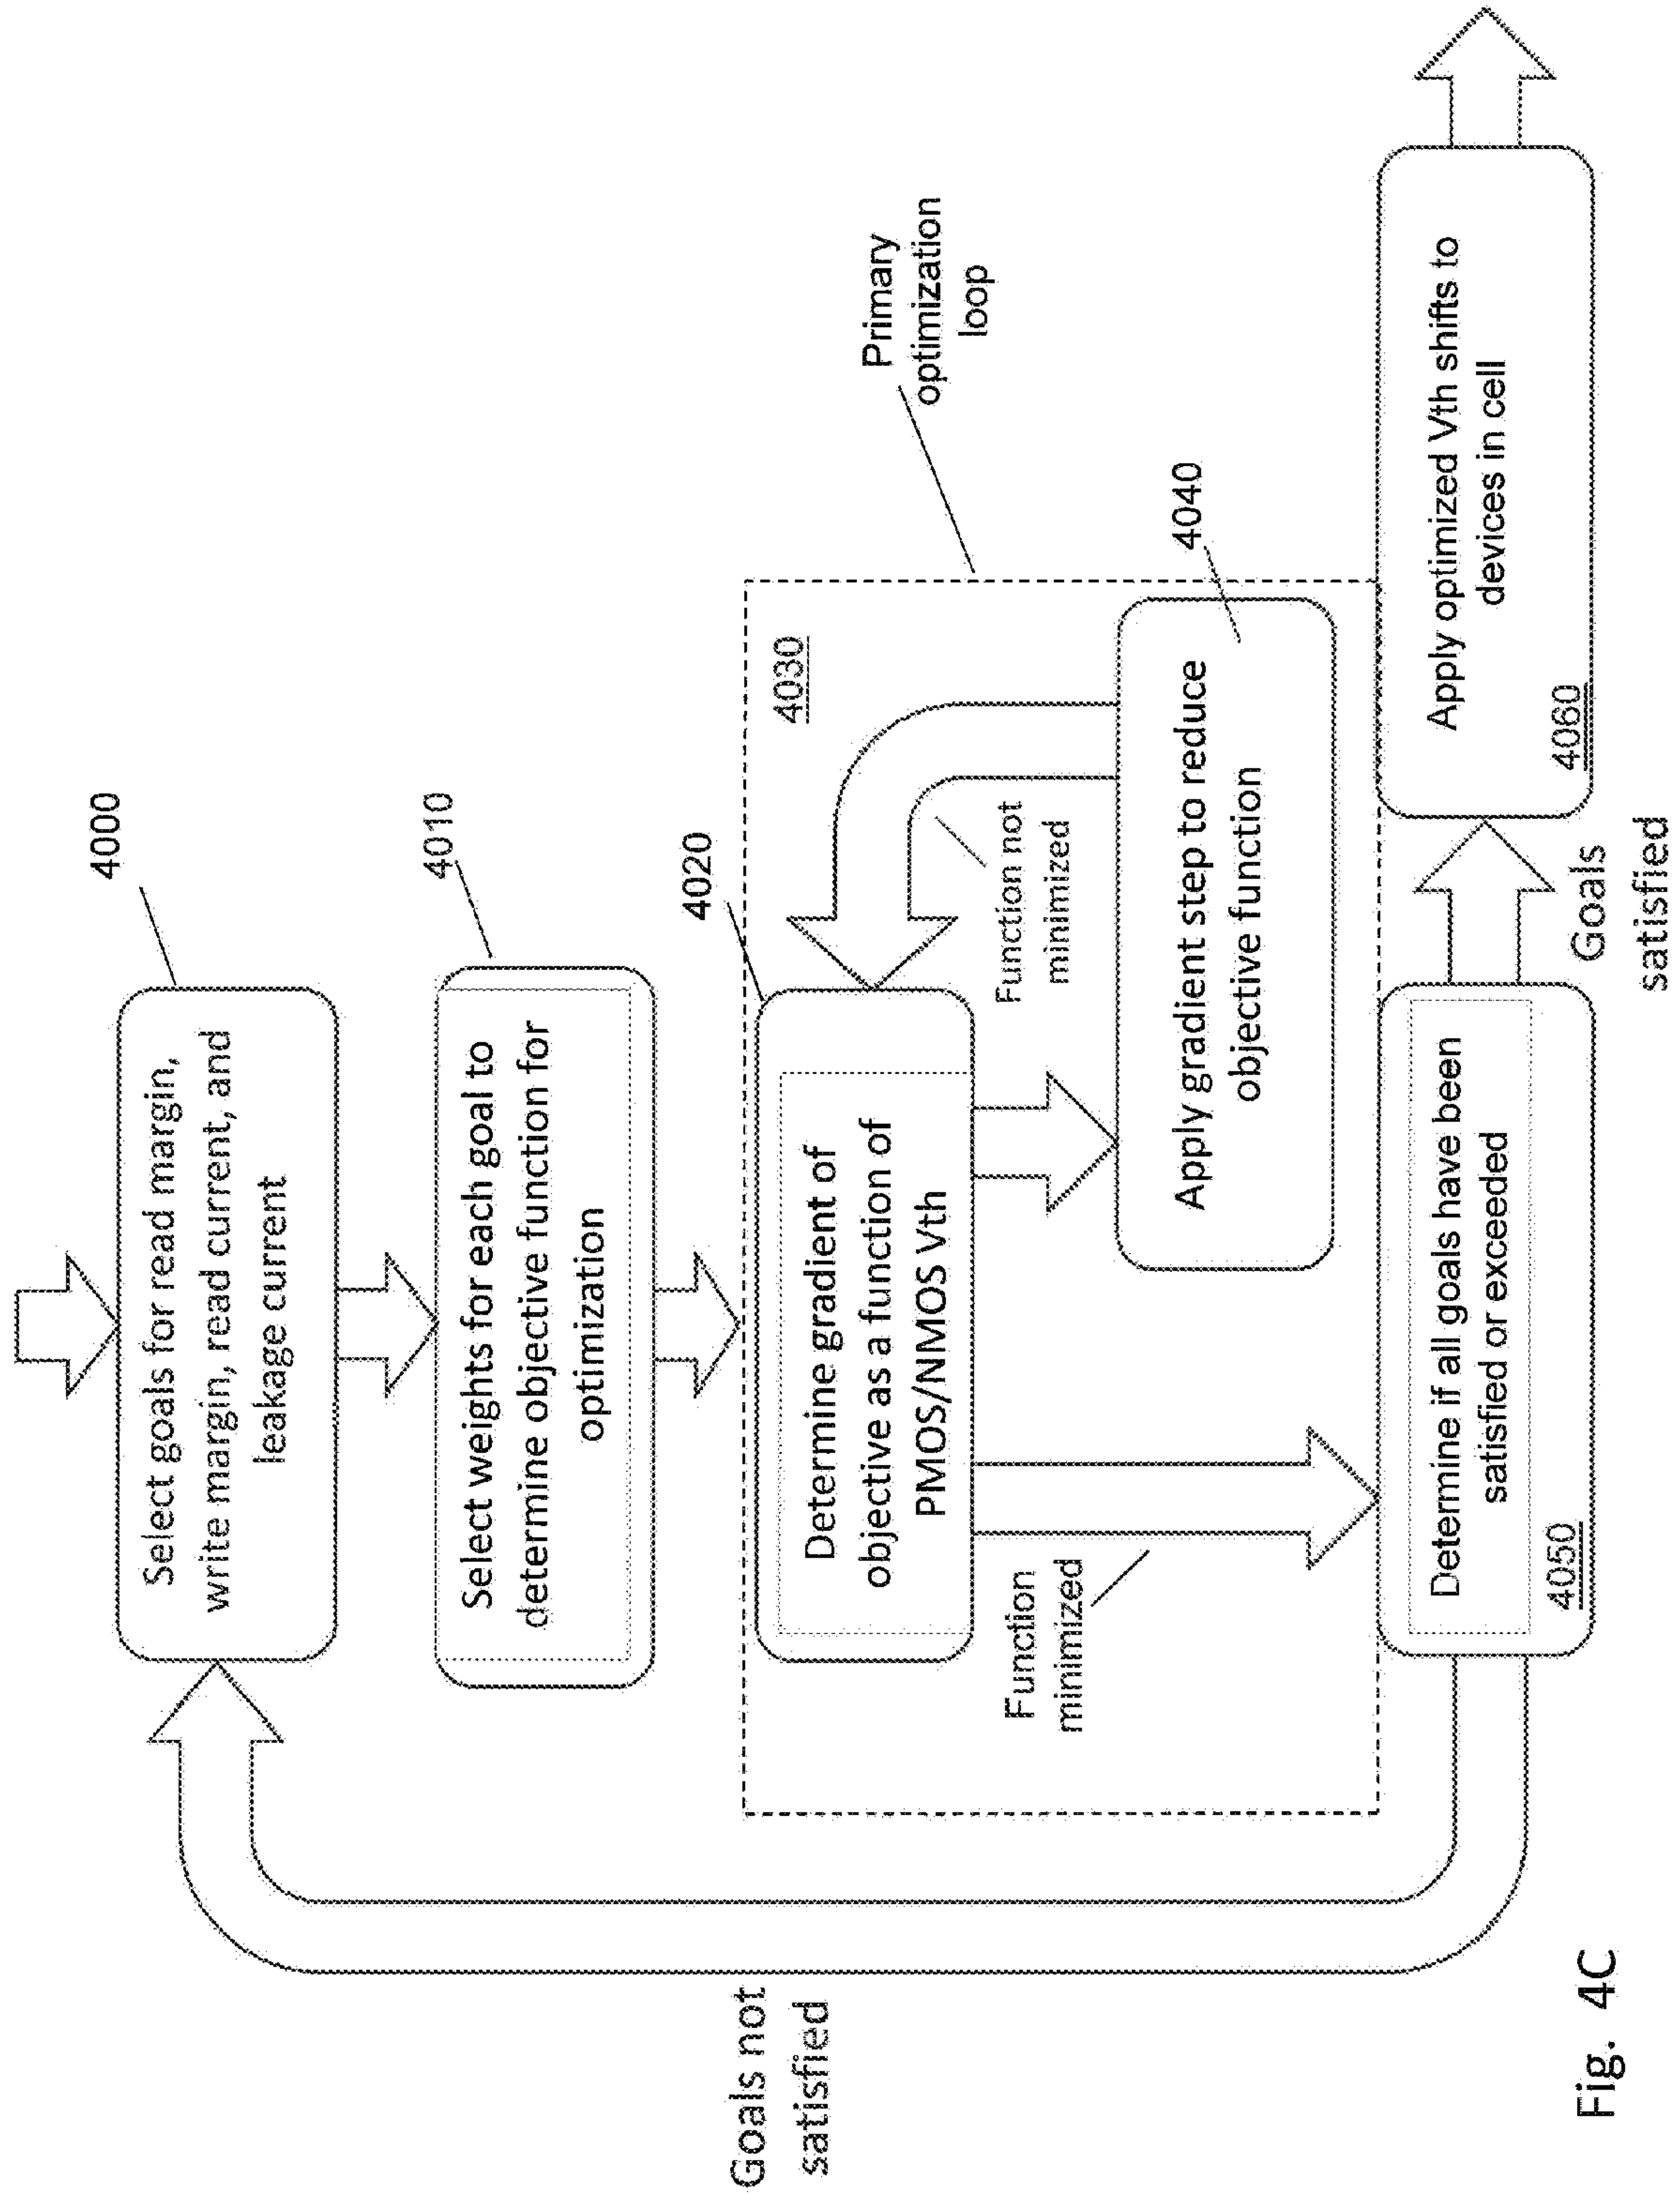 4000
Select goals for read margin,
write margin, read current, and
leakage current
4010
Select weights for each goal to
determine objective function for
optimization
4020
Determine gradient of
objective as a function of
PMOS/NMOS Vth
4030
Primary
optimization
loop
Function not
minimized
Function
minimized
4040
Apply gradient step to reduce
objective function
Goals not
satisfied
Determine if all goals have been
satisfied or exceeded
4050
Goals
satisfied
Apply optimized Vth shifts to
devices in cell
4060
Fig. 4C